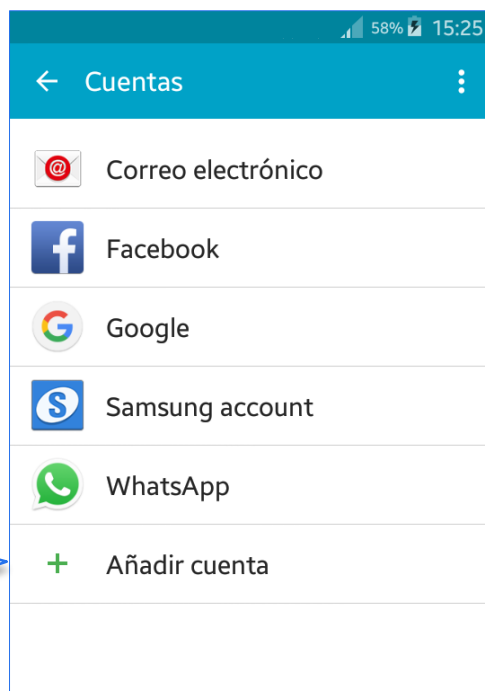 58% 15:25
Cuentas
Correo electrónico
Facebook
Google
Samsung account
WhatsApp
Añadir cuenta